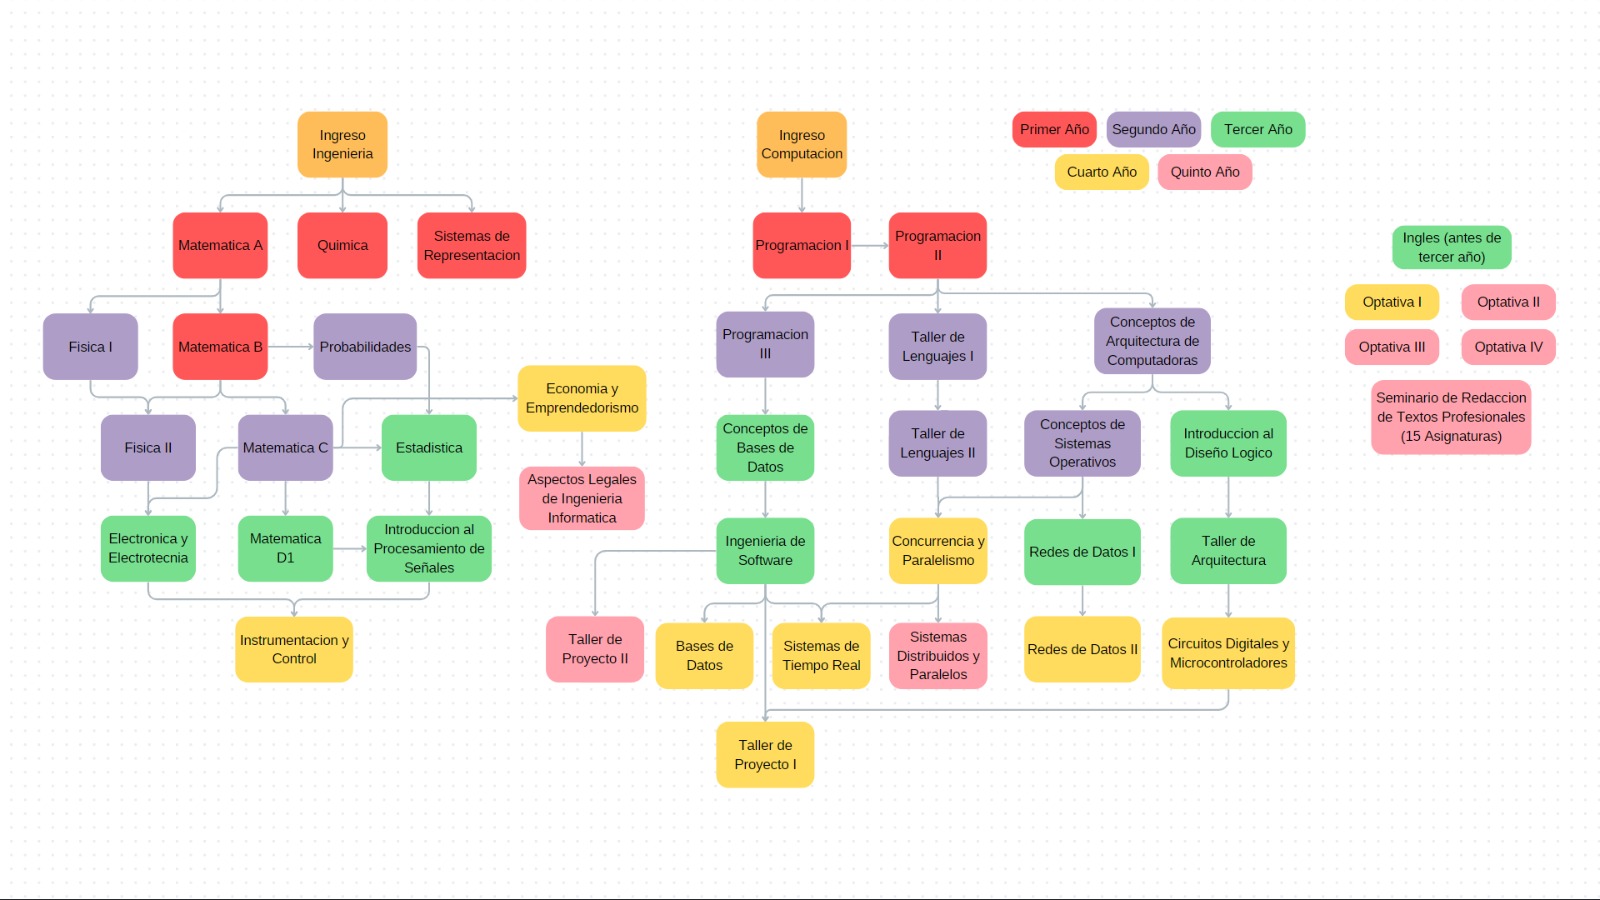 Ingreso
Ingenieria
Ingreso
Computacion
Primer Año
Segundo Año
Tercer Año
Cuarto Año
Quinto Año
Matematica A
Quimica
Sistemas de
Representacion
Programacion I
Programacion
II
Ingles (antes de
tercer año)
Optativa I
Optativa II
Optativa III
Optativa IV
Seminario de Redaccion
de Textos Profesionales
(15 Asignaturas)
Fisica I
Matematica B
Probabilidades
Programacion
III
Taller de
Lenguajes I
Conceptos de
Arquitectura de
Computadoras
Economia y
Emprendedorismo
Fisica II
Matematica C
Estadistica
Conceptos de
Bases de
Datos
Taller de
Lenguajes II
Conceptos de
Sistemas
Operativos
Introduccion al
Diseño Logico
Aspectos Legales
de Ingenieria
Informatica
Electronica y
Electrotecnia
Matematica
D1
Introduccion al
Procesamiento de
Señales
Ingenieria de
Software
Concurrencia y
Paralelismo
Redes de Datos I
Taller de
Arquitectura
Instrumentacion y
Control
Taller de
Proyecto II
Bases de
Datos
Sistemas de
Tiempo Real
Sistemas
Distribuidos y
Paralelos
Redes de Datos II
Circuitos Digitales y
Microcontroladores
Taller de
Proyecto I